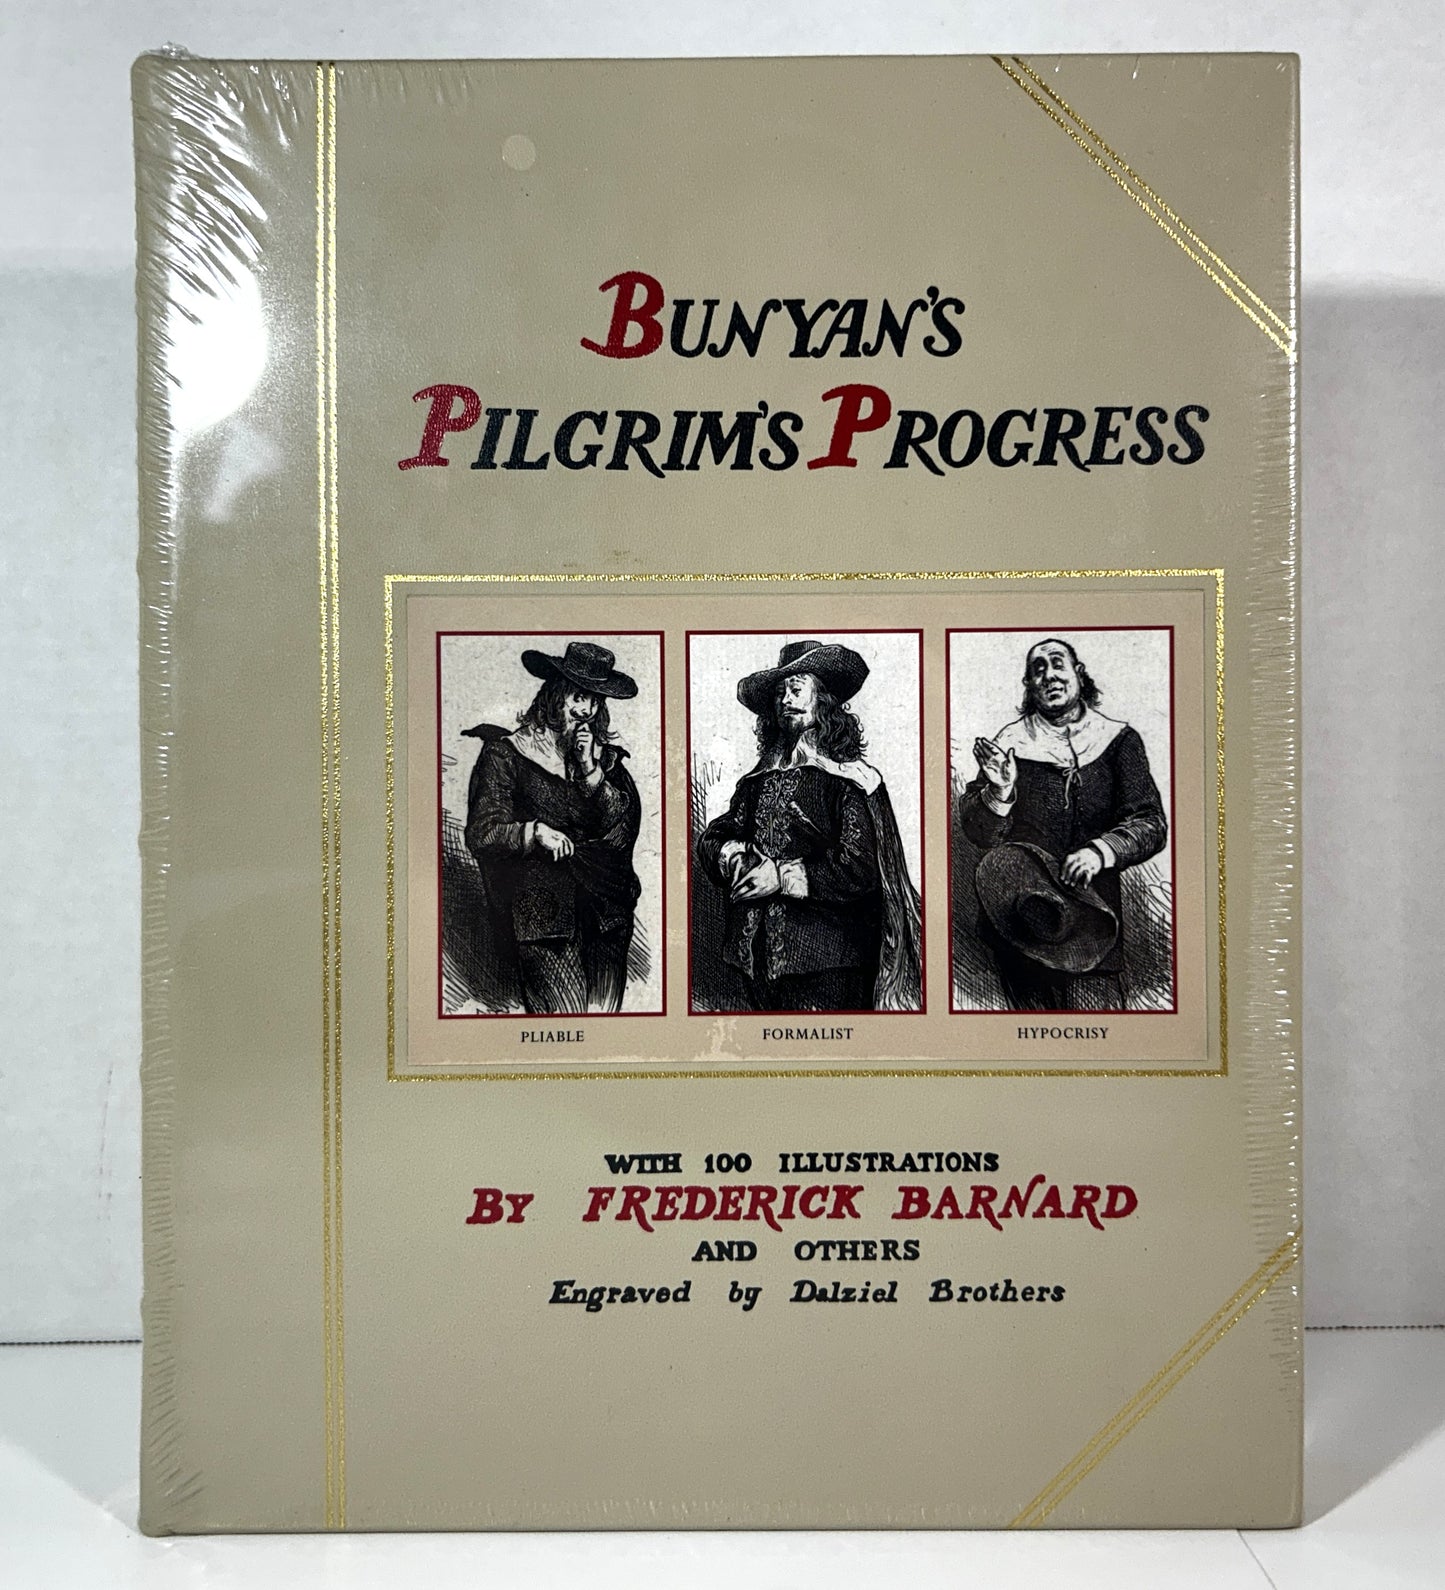 BUNYAN'S
PILGRIM'S PROGRESS
PLIABLE
FORMALIST
HYPOCRISY
WITH 100 ILLUSTRATIONS
BY FREDERICK BARNARD
AND OTHERS
Engraved by Dalziel Brothers